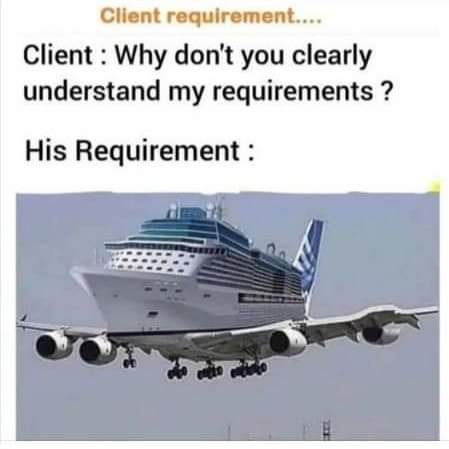 Client requirement....
Client : Why don't you clearly
understand my requirements ?
His Requirement :